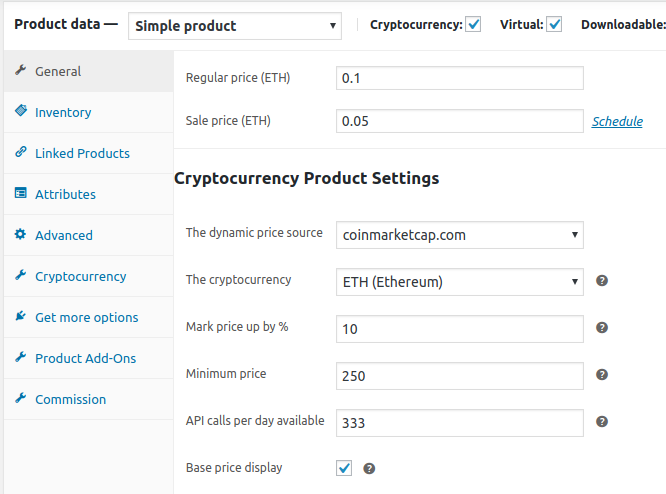 Product data — Simple product Cryptocurrency: Virtual: Downloadable:
General
Inventory
Linked Products
Attributes
Advanced
Cryptocurrency
Get more options
Product Add-Ons
Commission
Regular price (ETH) 0.1
Sale price (ETH) 0.05 Schedule
Cryptocurrency Product Settings
The dynamic price source coinmarketcap.com
The cryptocurrency ETH (Ethereum) ?
Mark price up by % 10 ?
Minimum price 250 ?
API calls per day available 333 ?
Base price display ?